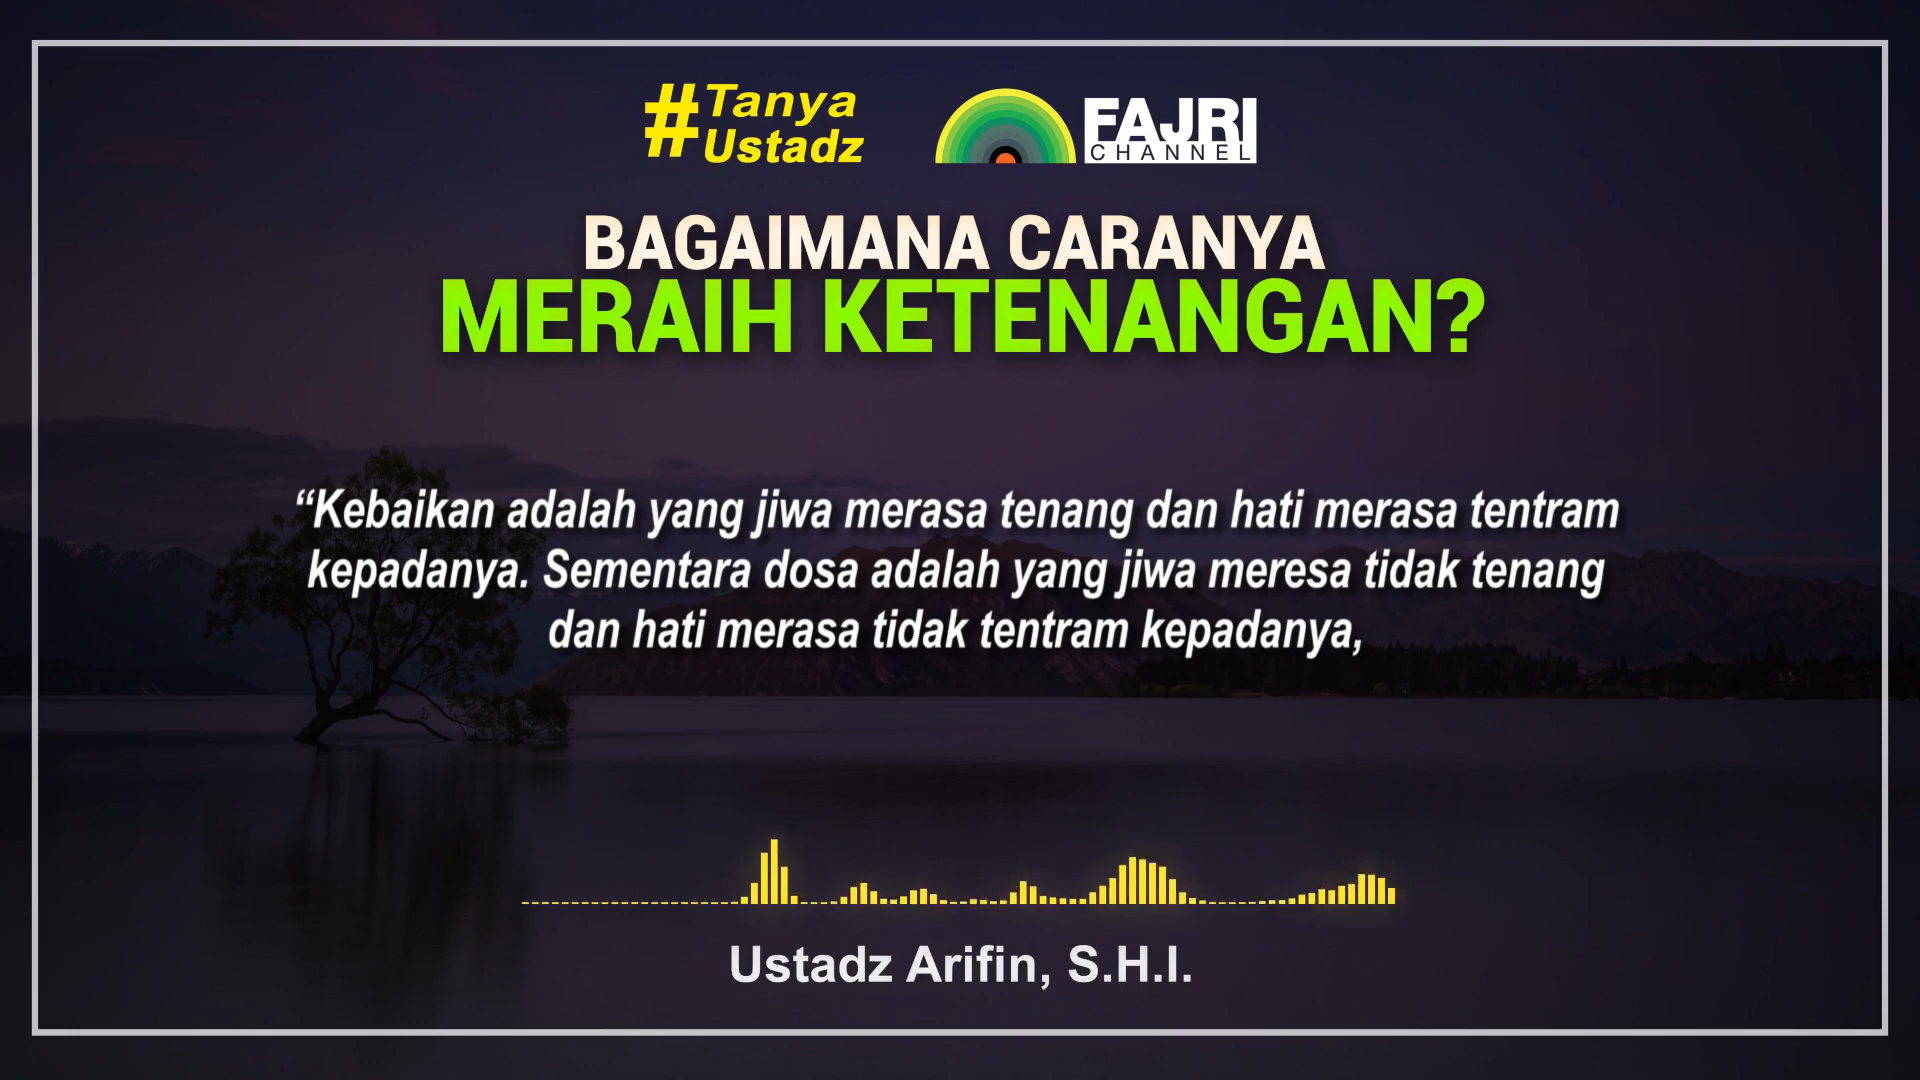 #Tanya
Ustadz
FAJRI
CHANNEL
BAGAIMANA CARANYA
MERAIH KETENANGAN?
“Kebaikan adalah yang jiwa merasa tenang dan hati merasa tentram
kepadanya. Sementara dosa adalah yang jiwa meresa tidak tenang
dan hati merasa tidak tentram kepadanya,
Ustadz Arifin, S.H.I.